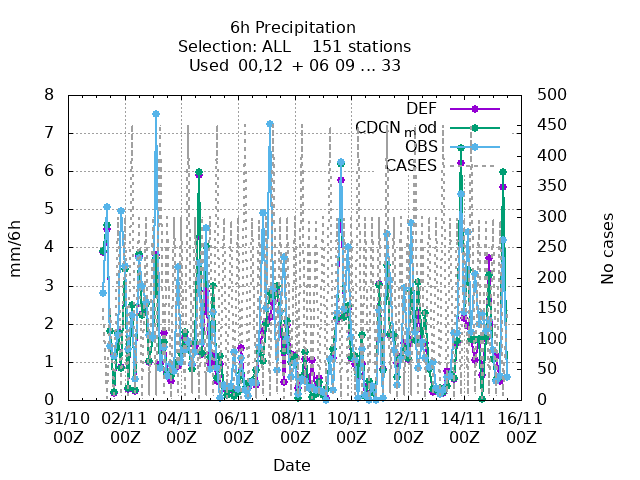 6h Precipitation
Selection: ALL 151 stations
Used 00,12 + 06 09 ... 33
8 500
DEF
7 450
CDCN_mod
OBS
400
6 CASES
350
5 300
4 250
200
3
150
2
100
1
50
0 0
mm/6h
No cases
31/10 02/11 04/11 06/11 08/11 10/11 12/11 14/11 16/11
00Z 00Z 00Z 00Z 00Z 00Z 00Z 00Z 00Z
Date